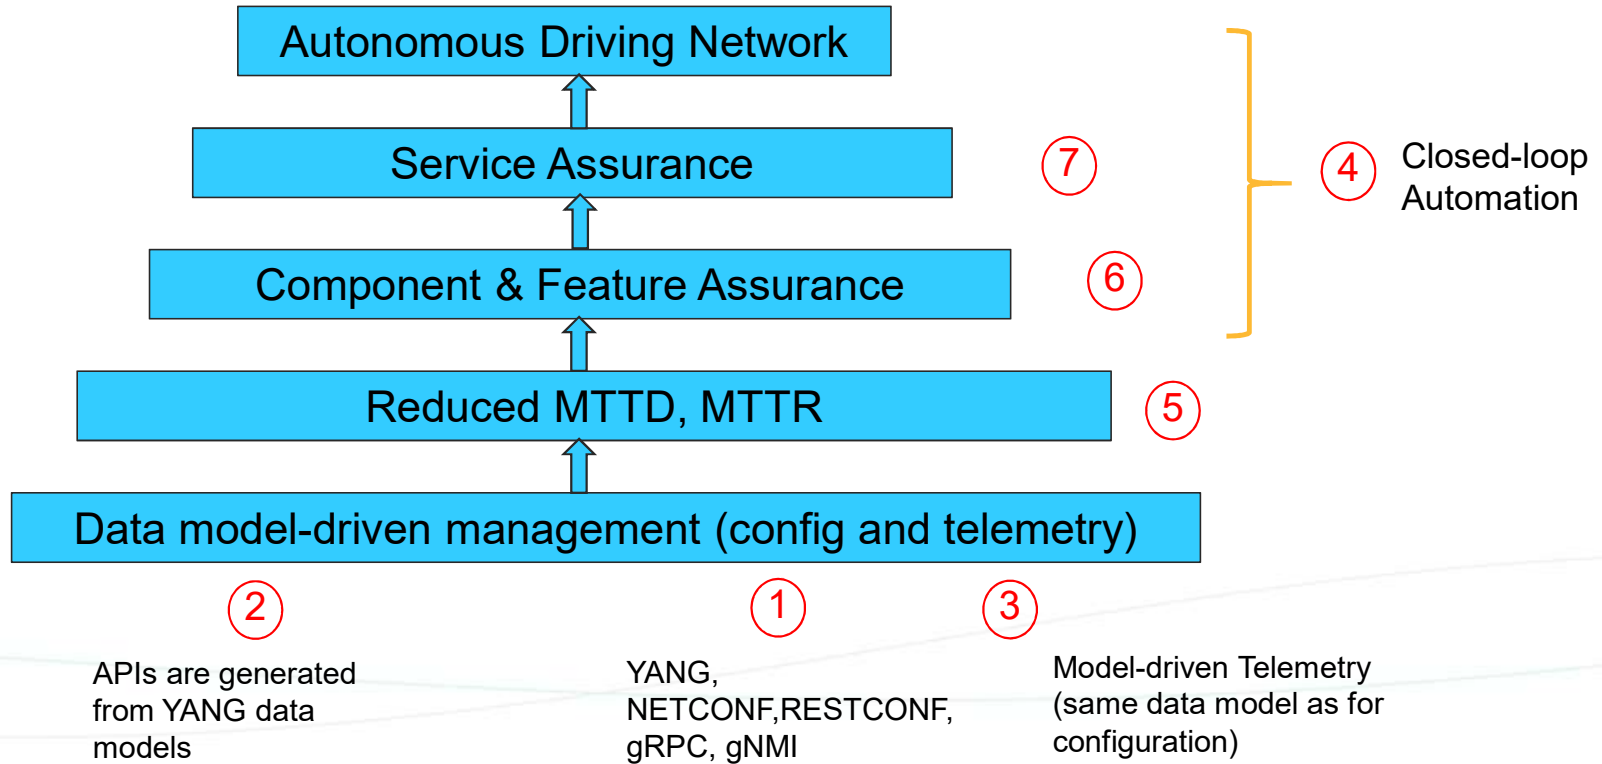 Autonomous Driving Network
Service Assurance
7
4
Closed-loop
Automation
Component & Feature Assurance
6
Reduced MTTD, MTTR
5
Data model-driven management (config and telemetry)
2
1
3
APIs are generated
from YANG data
models
YANG,
NETCONF,RESTCONF,
gRPC, gNMI
Model-driven Telemetry
(same data model as for
configuration)